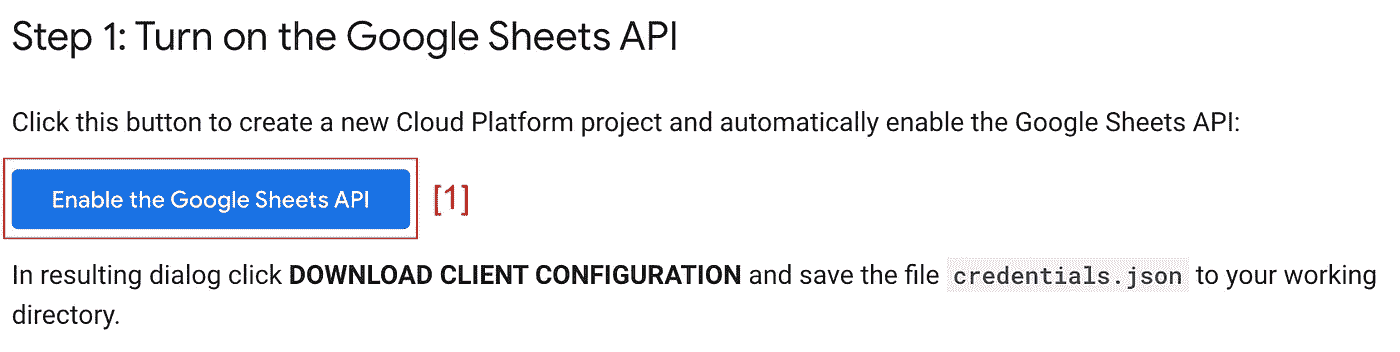 Step 1: Turn on the Google Sheets API
Click this button to create a new Cloud Platform project and automatically enable the Google Sheets API:
Enable the Google Sheets API [1]
In resulting dialog click DOWNLOAD CLIENT CONFIGURATION and save the file credentials.json to your working
directory.